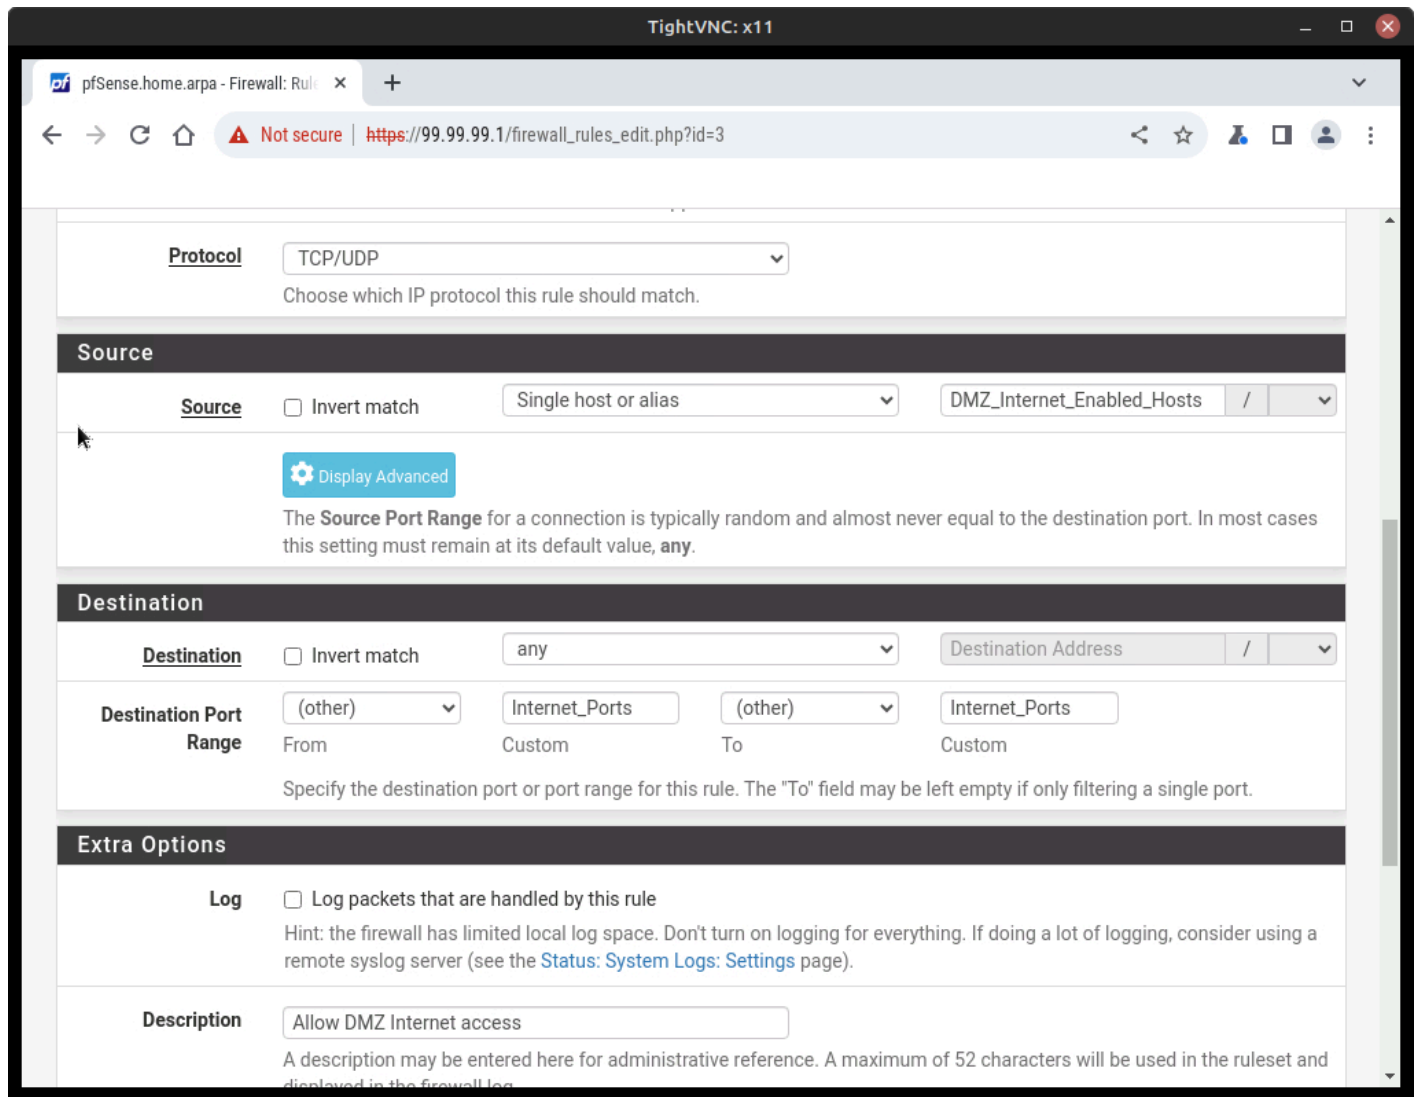 TightVNC: x11
pfSense.home.arpa - Firewall: Rul
Not secure https://99.99.99.1/firewall_rules_edit.php?id=3
Protocol TCP/UDP
Choose which IP protocol this rule should match.
Source
Source Invert match Single host or alias DMZ_Internet_Enabled_Hosts /
Display Advanced
The Source Port Range for a connection is typically random and almost never equal to the destination port. In most cases
this setting must remain at its default value, any.
Destination
Destination Invert match any Destination Address /
Destination Port Range (other) Internet_Ports (other) Internet_Ports
From Custom To Custom
Specify the destination port or port range for this rule. The "To" field may be left empty if only filtering a single port.
Extra Options
Log Log packets that are handled by this rule
Hint: the firewall has limited local log space. Don't turn on logging for everything. If doing a lot of logging, consider using a
remote syslog server (see the Status: System Logs: Settings page).
Description Allow DMZ Internet access
A description may be entered here for administrative reference. A maximum of 52 characters will be used in the ruleset and
displayed in the firewall log.